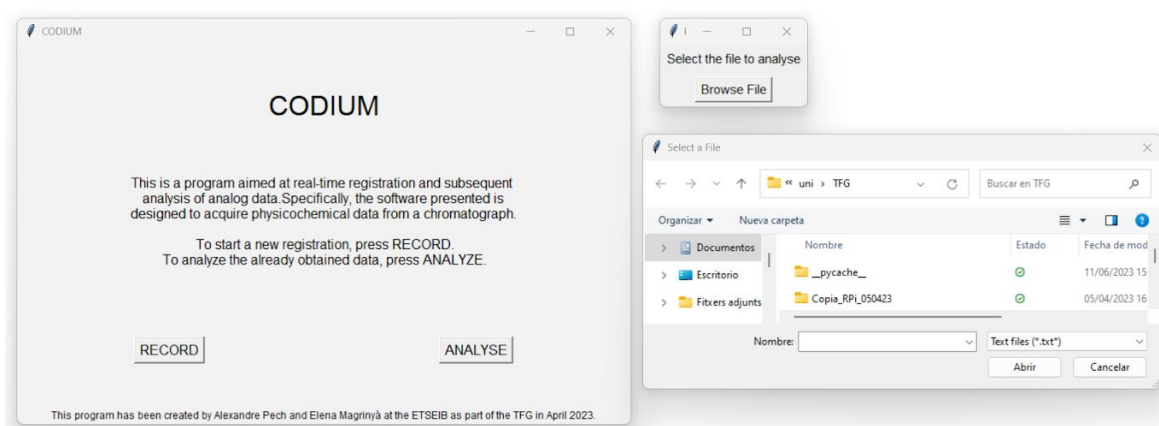 CODIUM
CODIUM
This is a program aimed at real-time registration and subsequent
analysis of analog data.Specifically, the software presented is
designed to acquire physicochemical data from a chromatograph.
To start a new registration, press RECORD.
To analyze the already obtained data, press ANALYZE.
RECORD
ANALYSE
This program has been created by Alexandre Pech and Elena Magrinyà at the ETSEIB as part of the TFG in April 2023.
Select the file to analyse
Browse File
Select a File
« uni › TFG
Buscar en TFG
Organizar
Nueva carpeta
Nombre Estado Fecha de mod
Documentos
Escritorio
Fitxers adjunts
__pycache__ 11/06/2023 15
Copia_RPi_050423 05/04/2023 16
Nombre:
Text files (*.txt*)
Abrir Cancelar